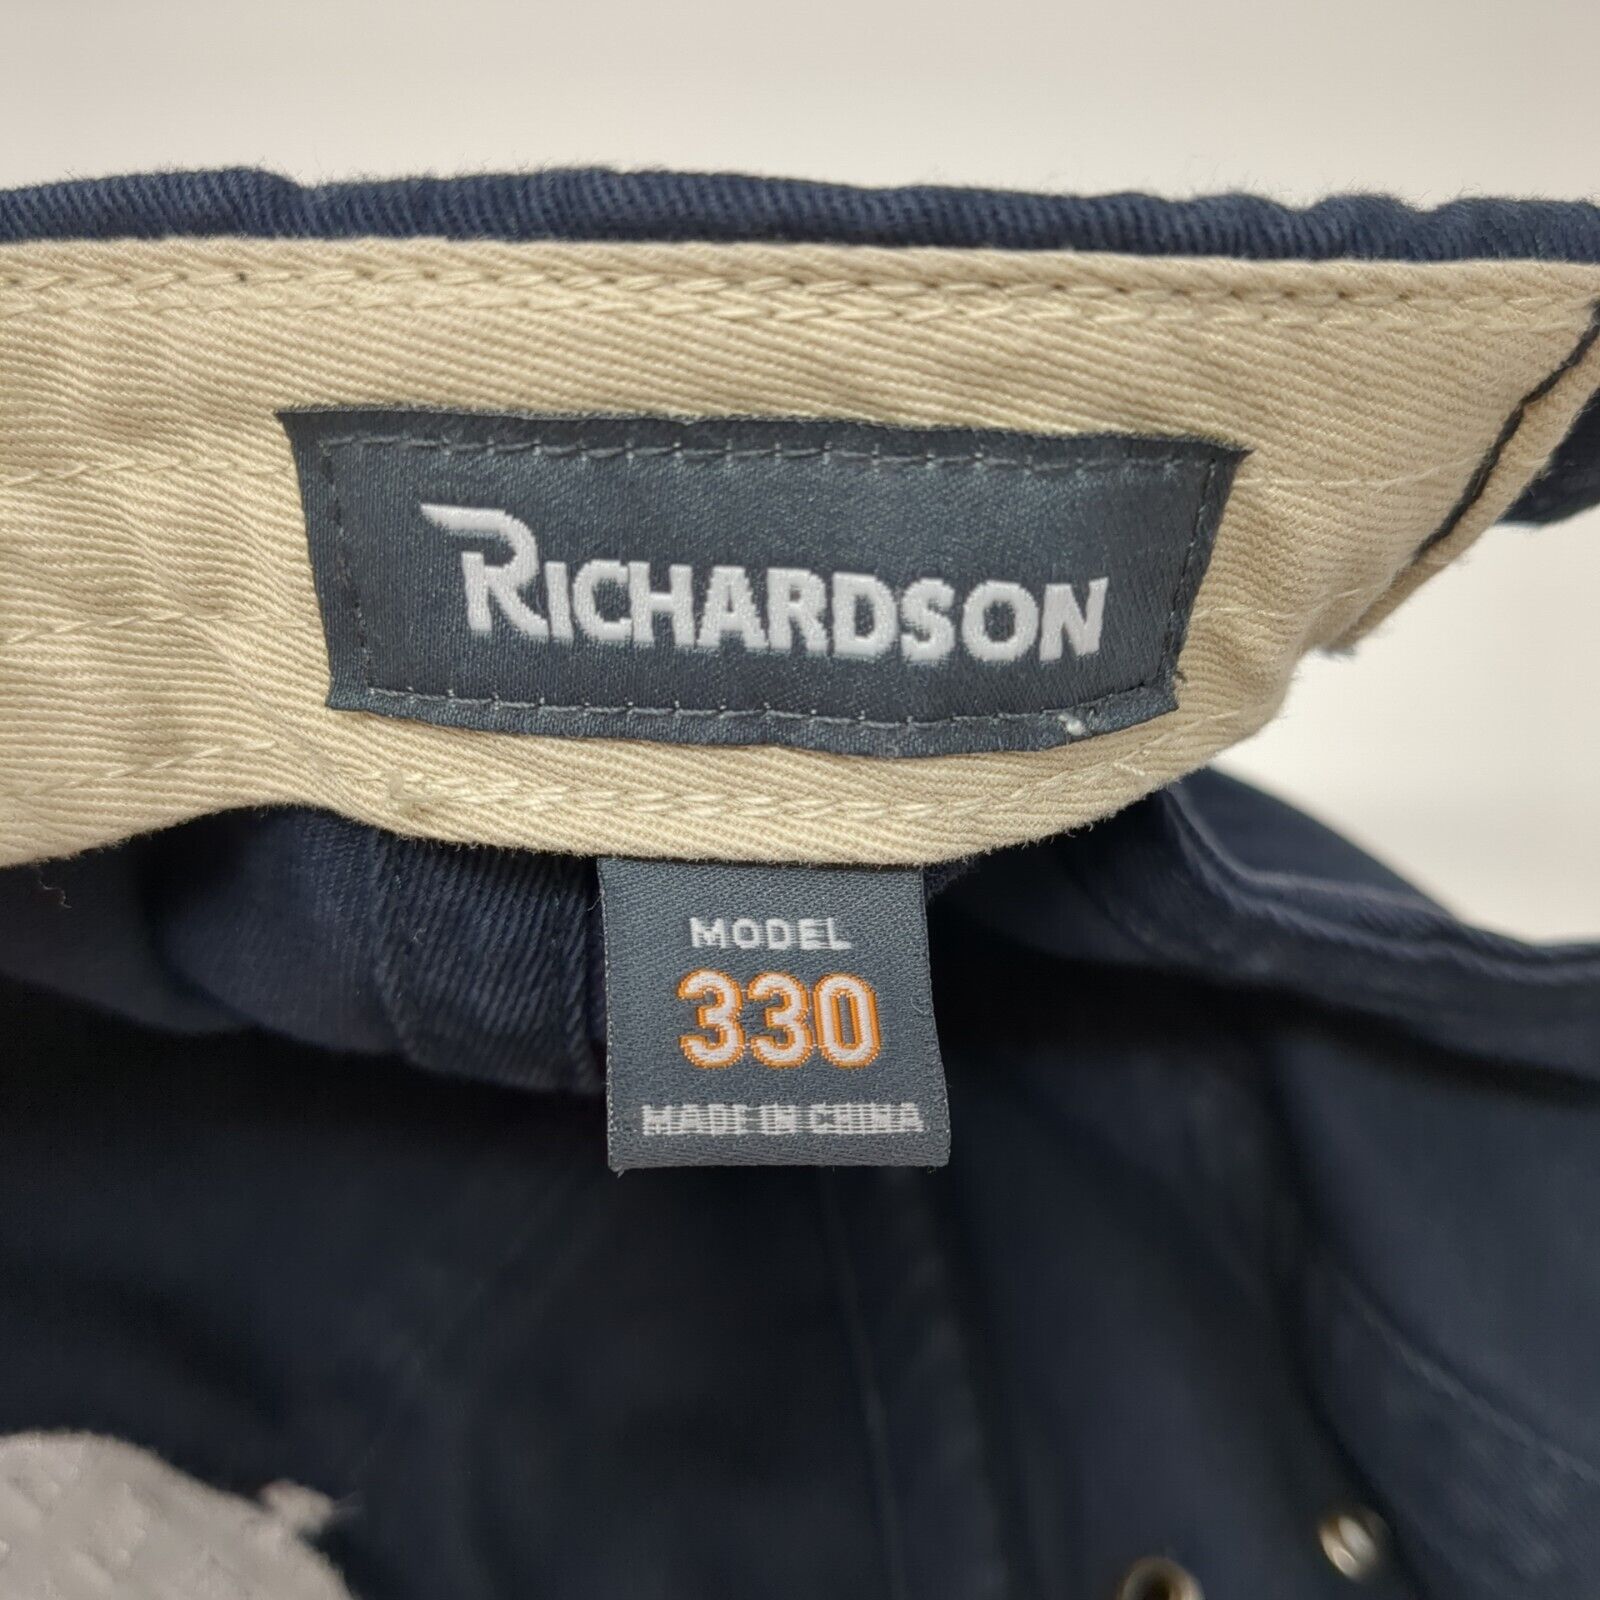 RICHARDSON
MODEL
330
MADE IN CHINA